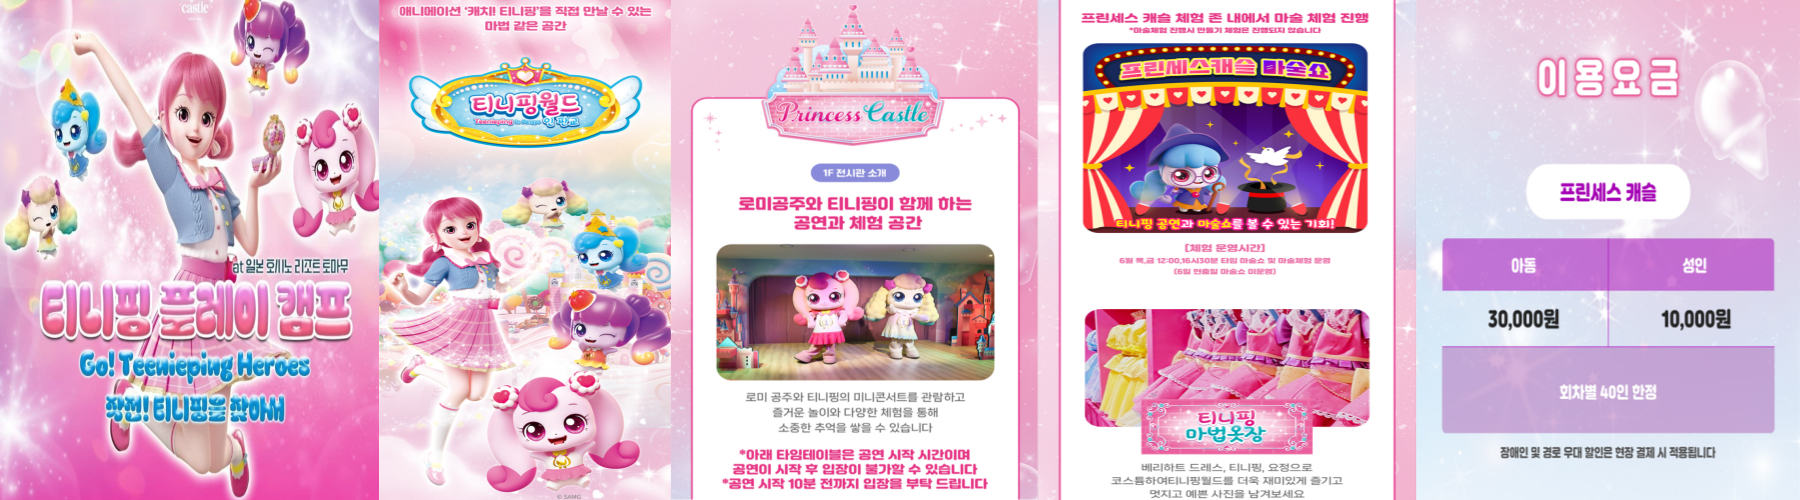 castle
at 일본 호시노 리조트 토마무
티니핑 플레이 캠프
Go! Teenieping Heroes
작전! 티니핑을 찾아서
애니메이션 '캐치! 티니핑'을 직접 만날 수 있는
마법 같은 공간
티니핑월드
Teenieping
인 판교
© SAMG
Princess Castle
1F 전시관 소개
로미공주와 티니핑이 함께 하는
공연과 체험 공간
로미 공주와 티니핑의 미니콘서트를 관람하고
즐거운 놀이와 다양한 체험을 통해
소중한 추억을 쌓을 수 있습니다
*아래 타임테이블은 공연 시작 시간이며
공연이 시작 후 입장이 불가할 수 있습니다
*공연 시작 10분 전까지 입장을 부탁 드립니다
프린세스 캐슬 체험 존 내에서 마술 체험 진행
*마술체험 진행시 만들기 체험은 진행되지 않습니다
프린세스캐슬 마술쇼
티니핑 공연과 마술쇼를 볼 수 있는 기회!
[체험 운영시간]
6월 목,금 12:00,16시30분 타임 마술쇼 및 마술체험 운영
(6일 연휴일 마술쇼 미운영)
티니핑
마법옷장
베리하트 드레스, 티니핑, 요정으로
코스튬하여티니핑월드를 더욱 재미있게 즐기고
멋지고 예쁜 사진을 남겨보세요
이용요금
프린세스 캐슬
아동
성인
30,000원
10,000원
회차별 40인 한정
장애인 및 경로 우대 할인은 현장 결제 시 적용됩니다